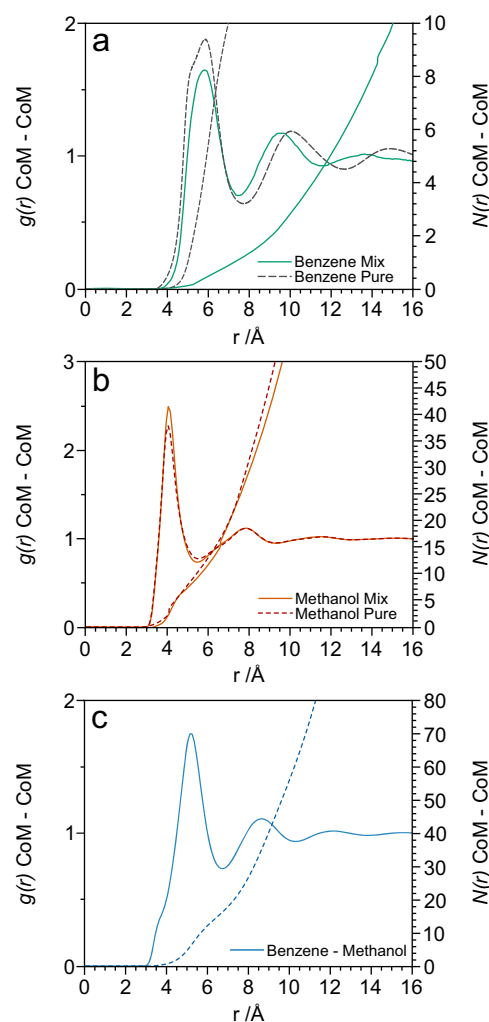 a
g(r) CoM - CoM
N(r) CoM - CoM
2
1
0
10
8
6
4
2
0
Benzene Mix
Benzene Pure
0 2 4 6 8 10 12 14 16
r /Å
b
g(r) CoM - CoM
N(r) CoM - CoM
3
2
1
0
50
45
40
35
30
25
20
15
10
5
0
Methanol Mix
Methanol Pure
0 2 4 6 8 10 12 14 16
r /Å
c
g(r) CoM - CoM
N(r) CoM - CoM
2
1
0
80
70
60
50
40
30
20
10
0
Benzene - Methanol
0 2 4 6 8 10 12 14 16
r /Å